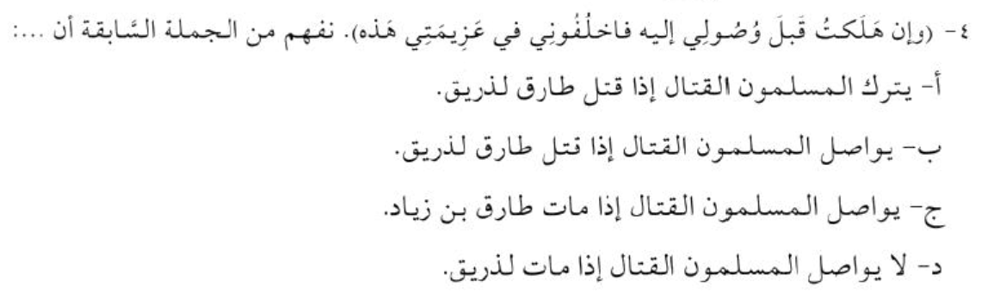 ٤- (وإن هَلَكتُ قَبلَ وُصُولِي إليه فاخلُفُونِي في عَزِيمَتِي هَذه). نفهم من الجملة السَّابقة أن ...:
أ- يترك المسلمون القتال إذا قتل طارق لذريق.
ب- يواصل المسلمون القتال إذا قتل طارق لذريق.
ج- يواصل المسلمون القتال إذا مات طارق بن زياد.
د- لا يواصل المسلمون القتال إذا مات لذريق.